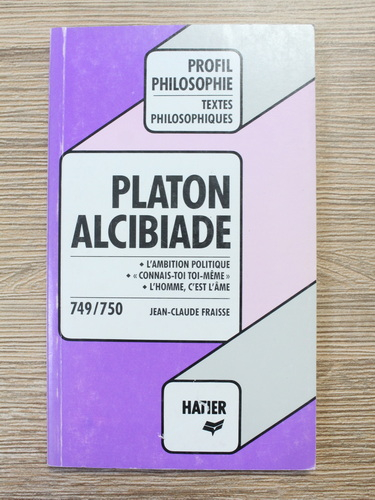 PROFIL
PHILOSOPHIE
TEXTES
PHILOSOPHIQUES
PLATON
ALCIBIADE
• L'AMBITION POLITIQUE
• « CONNAIS-TOI TOI-MÊME »
• L'HOMME, C'EST L'ÂME
749/750 JEAN-CLAUDE FRAISSE
HATIER